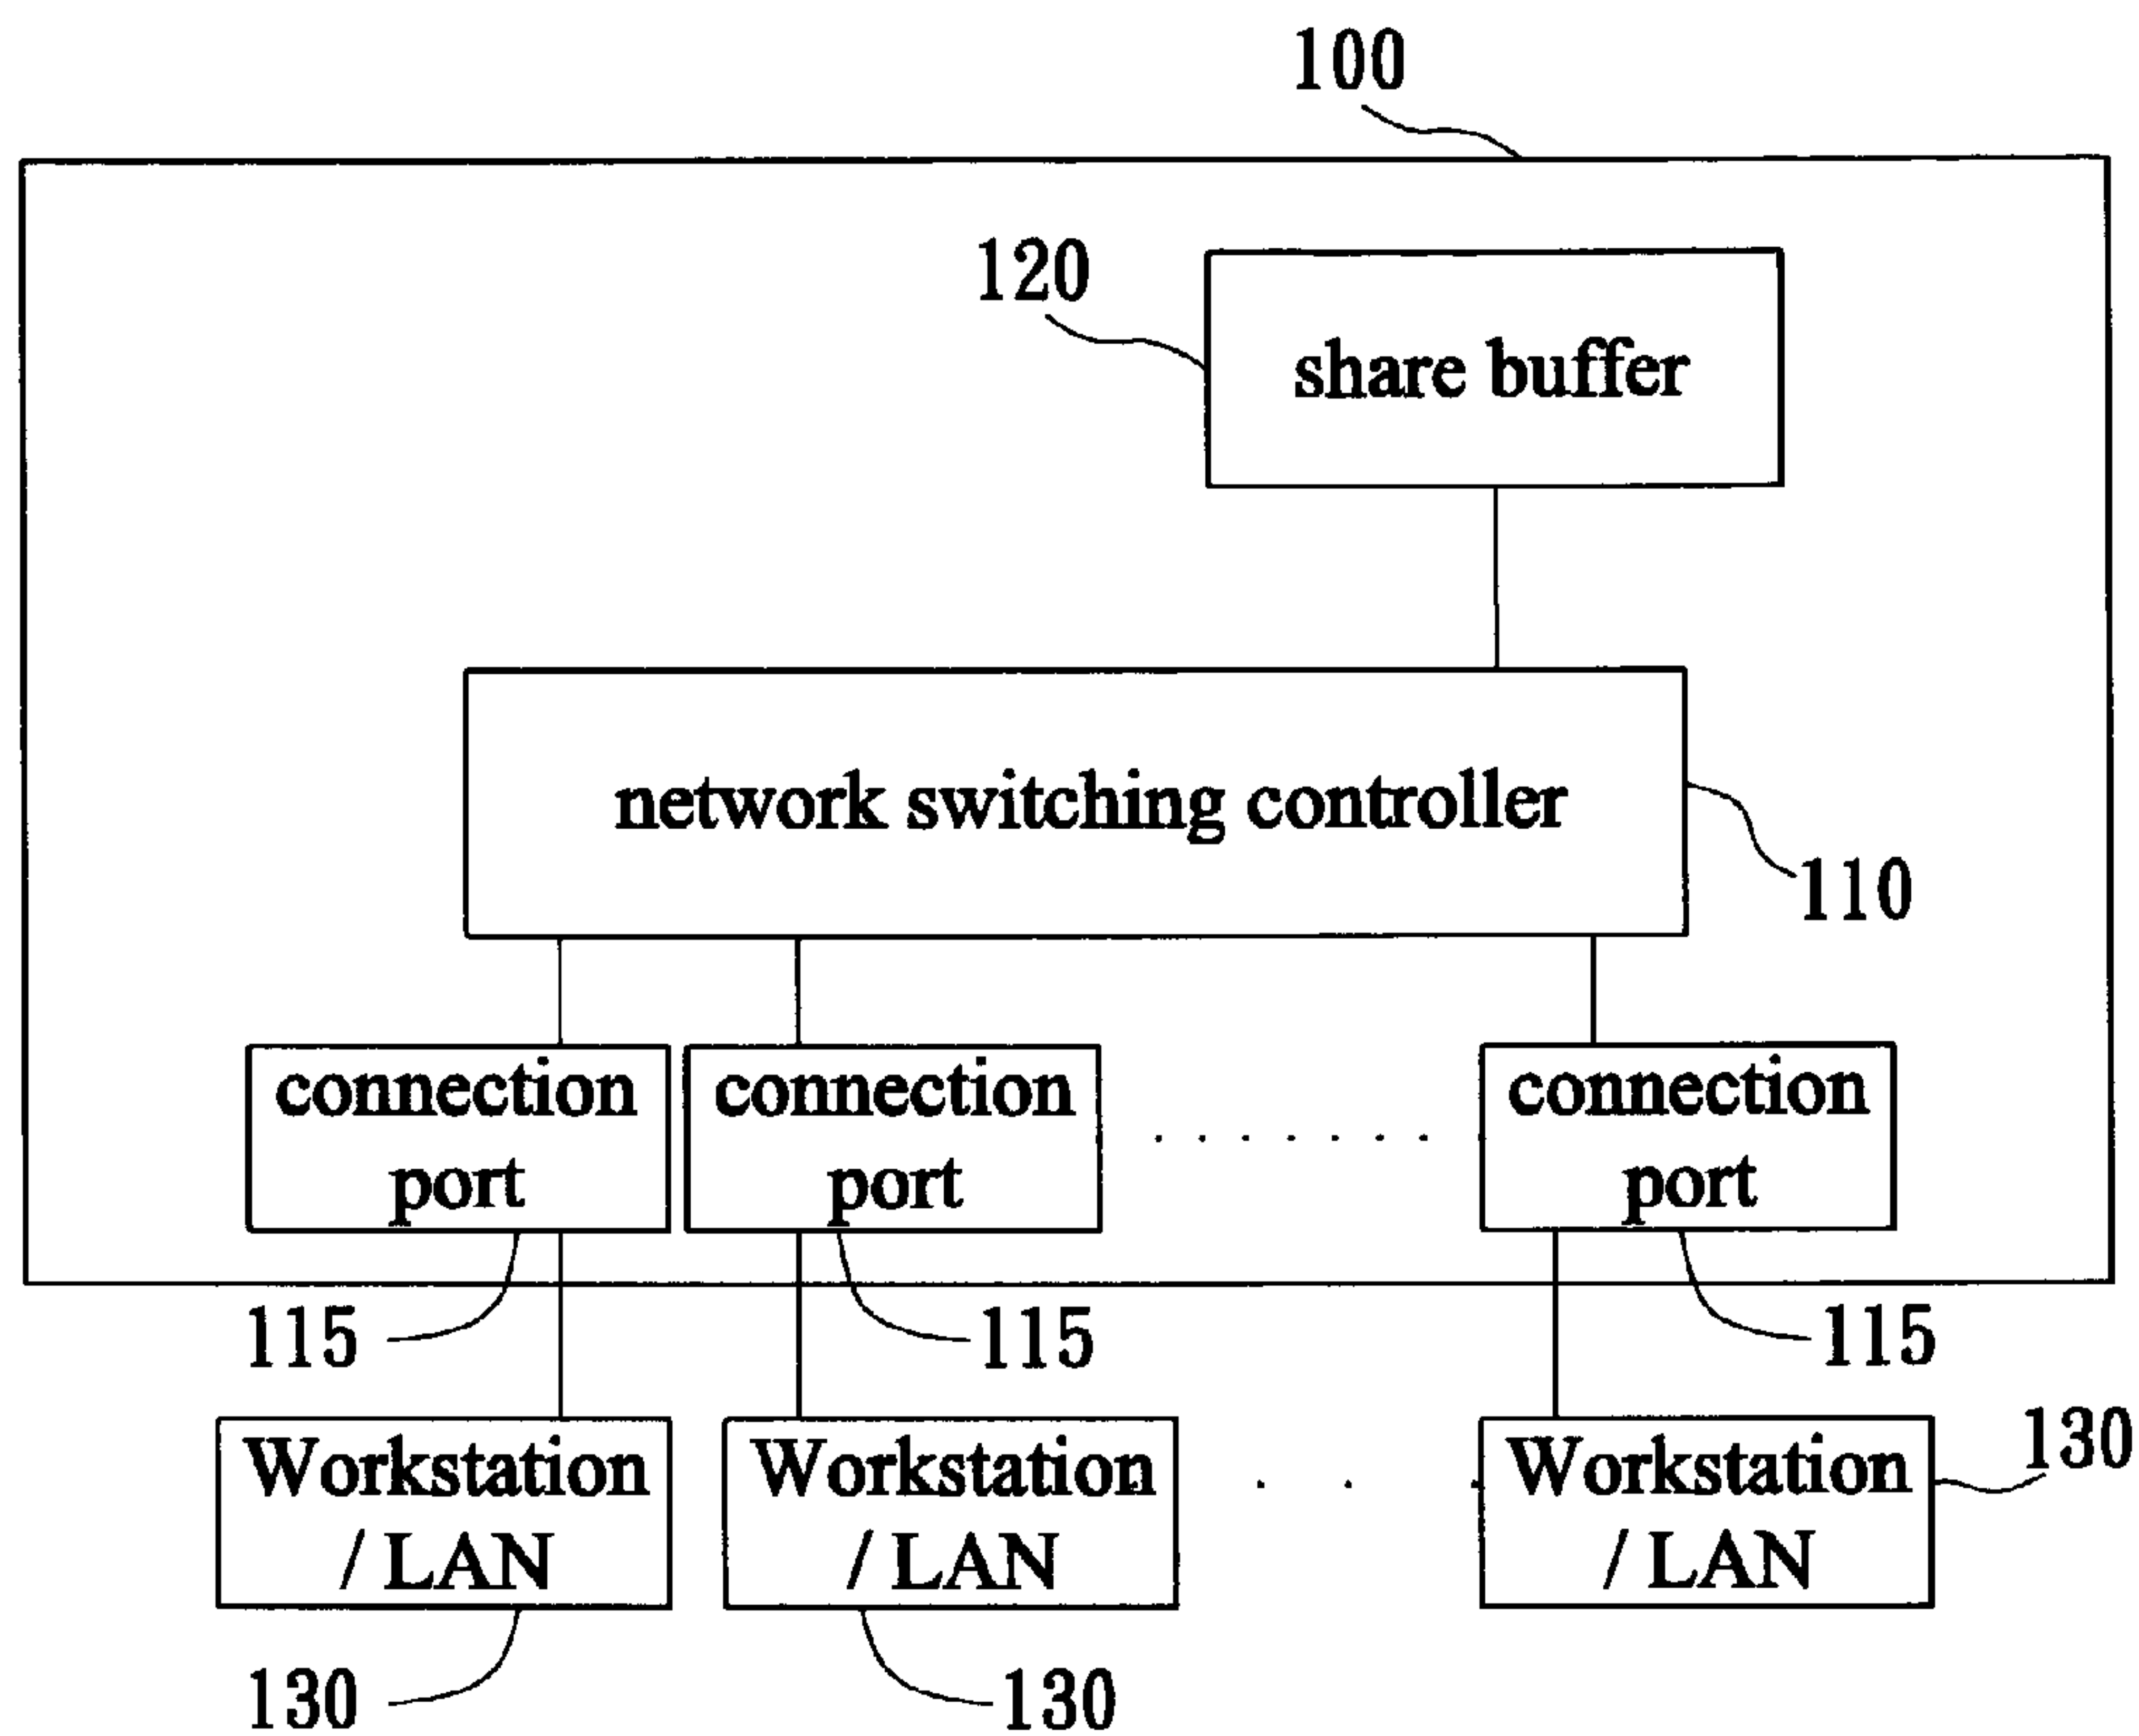 100
120
share buffer
network switching controller
110
connection
port
connection
port
connection
port
115
115
115
Workstation
/ LAN
Workstation
/ LAN
Workstation
/ LAN
130
130
130